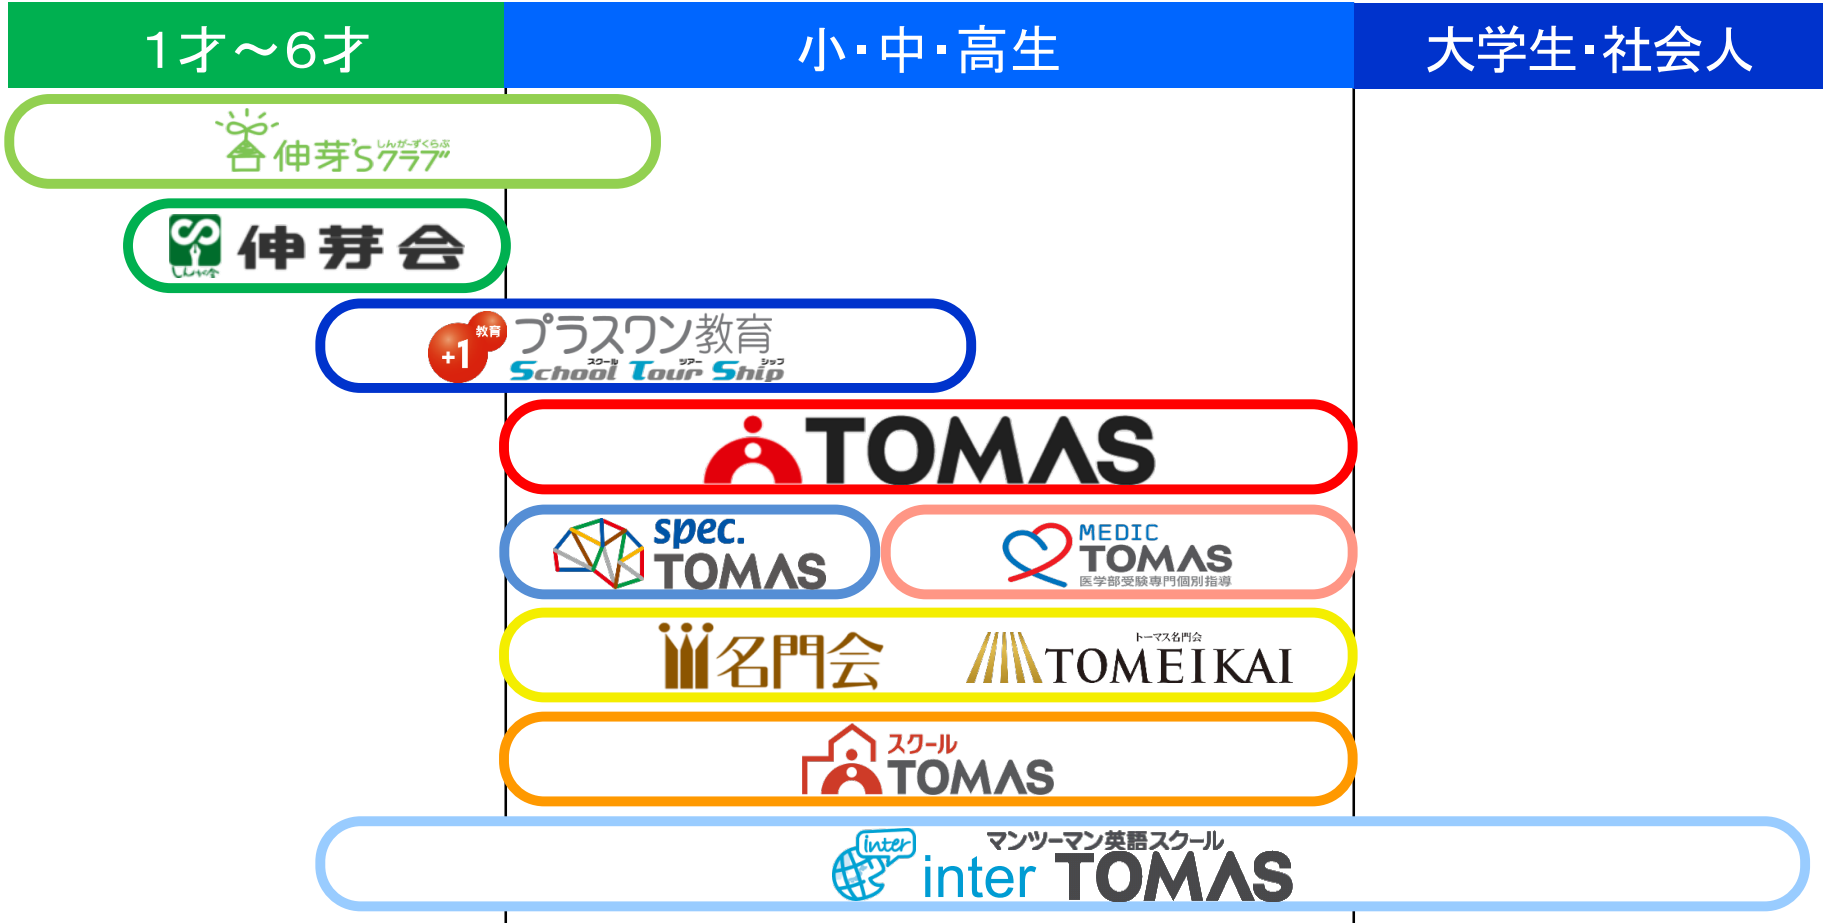 1才～6才
小・中・高生
大学生・社会人
しんが～ずくらぶ
伸芽'Sクラブ
しんが会
伸芽会
教育
+1
プラスワン教育
スクール ツアー シップ
School Tour Ship
TOMAS
spec.
TOMAS
MEDIC
TOMAS
医学部受験専門個別指導
名門会
トーマス名門会
TOMEIKAI
スクール
TOMAS
inter
マンツーマン英語スクール
inter TOMAS